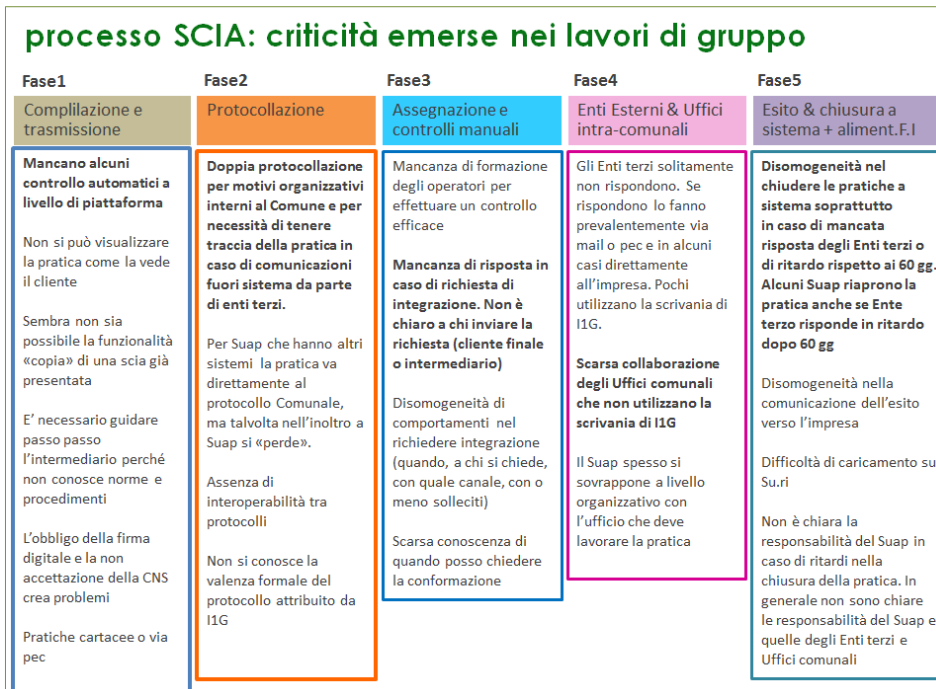 processo SCIA: criticità emerse nei lavori di gruppo
Fase1
Complilazione e
trasmissione
Mancano alcuni
controllo automatici a
livello di piattaforma
Non si può visualizzare
la pratica come la vede
il cliente
Sembra non sia
possibile la funzionalità
«copia» di una scia già
presentata
E' necessario guidare
passo passo
l'intermediario perché
non conosce norme e
procedimenti
L'obbligo della firma
digitale e la non
accettazione della CNS
crea problemi
Pratiche cartacee o via
pec
Fase2
Protocollazione
Doppia protocollazione
per motivi organizzativi
interni al Comune e per
necessità di tenere
traccia della pratica in
caso di comunicazioni
fuori sistema da parte
di enti terzi.
Per Suap che hanno altri
sistemi la pratica va
direttamente al
protocollo Comunale,
ma talvolta nell'inoltro a
Suap si «perde».
Assenza di
interoperabilità tra
protocolli
Non si conosce la
valenza formale del
protocollo attribuito da
I1G
Fase3
Assegnazione e
controlli manuali
Mancanza di formazione
degli operatori per
effettuare un controllo
efficace
Mancanza di risposta in
caso di richiesta di
integrazione. Non è
chiaro a chi inviare la
richiesta (cliente finale
o intermediario)
Disomogeneità di
comportamenti nel
richiedere integrazione
(quando, a chi si chiede,
con quale canale, con o
meno solleciti)
Scarsa conoscenza di
quando posso chiedere
la conformazione
Fase4
Enti Esterni & Uffici
intra-comunali
Gli Enti terzi solitamente
non rispondono. Se
rispondono lo fanno
prevalentemente via
mail o pec e in alcuni
casi direttamente
all'impresa. Pochi
utilizzano la scrivania di
I1G.
Scarsa collaborazione
degli Uffici comunali
che non utilizzano la
scrivania di I1G
Il Suap spesso si
sovrappone a livello
organizzativo con
l'ufficio che deve
lavorare la pratica
Fase5
Esito & chiusura a
sistema + aliment.F.I
Disomogeneità nel
chiudere le pratiche a
sistema soprattutto
in caso di mancata
risposta degli Enti terzi o
di ritardo rispetto ai 60 gg.
Alcuni Suap riaprono la
pratica anche se Ente
terzo risponde in ritardo
dopo 60 gg
Disomogeneità nella
comunicazione dell'esito
verso l'impresa
Difficoltà di caricamento su
Su.ri
Non è chiara la
responsabilità del Suap in
caso di ritardi nella
chiusura della pratica. In
generale non sono chiare
le responsabilità del Suap e
quelle degli Enti terzi e
Uffici comunali